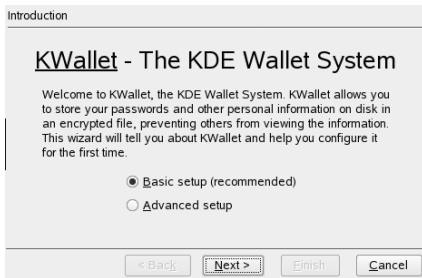 Introduction
KWallet - The KDE Wallet System
Welcome to KWallet, the KDE Wallet System. KWallet allows you
to store your passwords and other personal information on disk in
an encrypted file, preventing others from viewing the information.
This wizard will tell you about KWallet and help you configure it
for the first time.
Basic setup (recommended)
Advanced setup
< Back Next > Finish Cancel